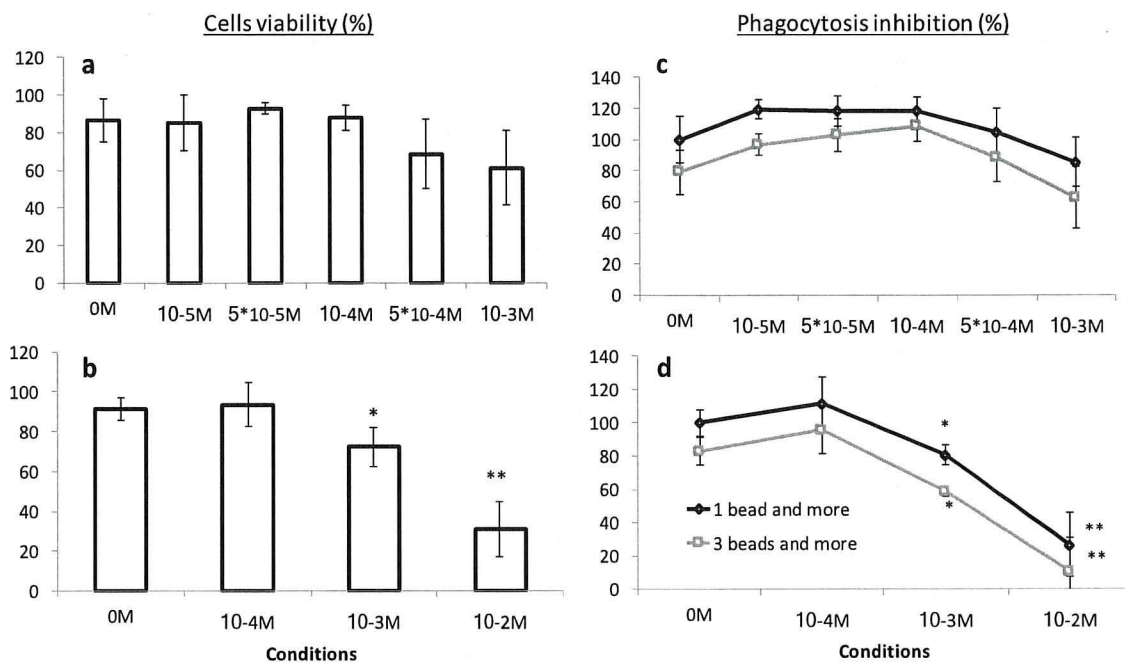 Cells viability (%)
Phagocytosis inhibition (%)
a
120
100
80
60
40
20
0
0M 10-5M 5*10-5M 10-4M 5*10-4M 10-3M
c
140
120
100
80
60
40
20
0
0M 10-5M 5*10-5M 10-4M 5*10-4M 10-3M
b
120
100
80
60
40
20
0
*
**
0M 10-4M 10-3M 10-2M
Conditions
d
140
120
100
80
60
40
20
0
*
*
**
**
1 bead and more
3 beads and more
0M 10-4M 10-3M 10-2M
Conditions